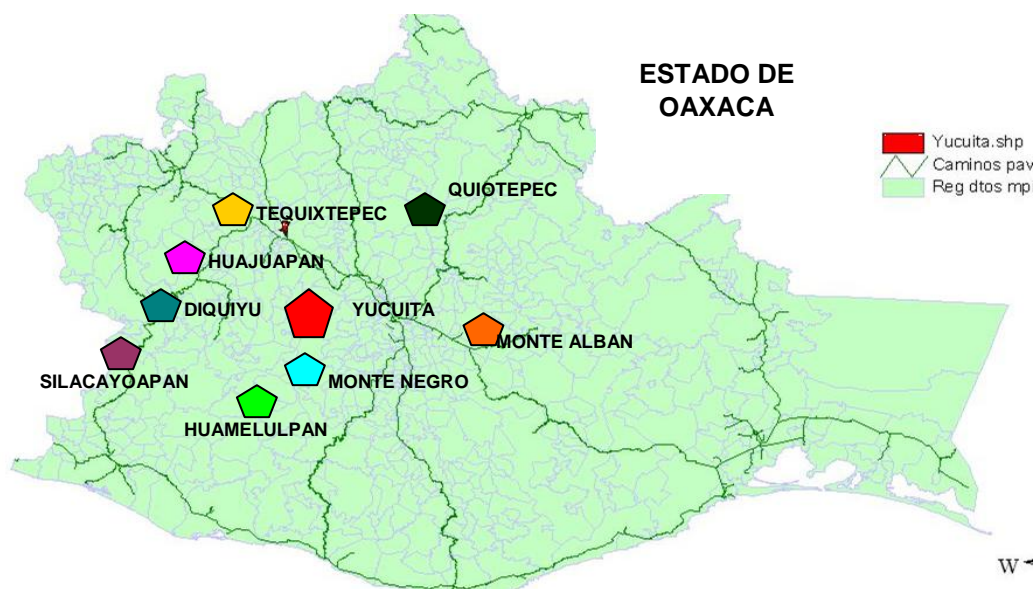 ESTADO DE
OAXACA
Yucuita.shp
Caminos pav
Reg dtos mp
QUIOTEPEC
TEQUIXTEPEC
HUAJUAPAN
DIQUIYU
YUCUITA
MONTE ALBAN
SILACAYOAPAN
MONTE NEGRO
HUAMELULPAN
W